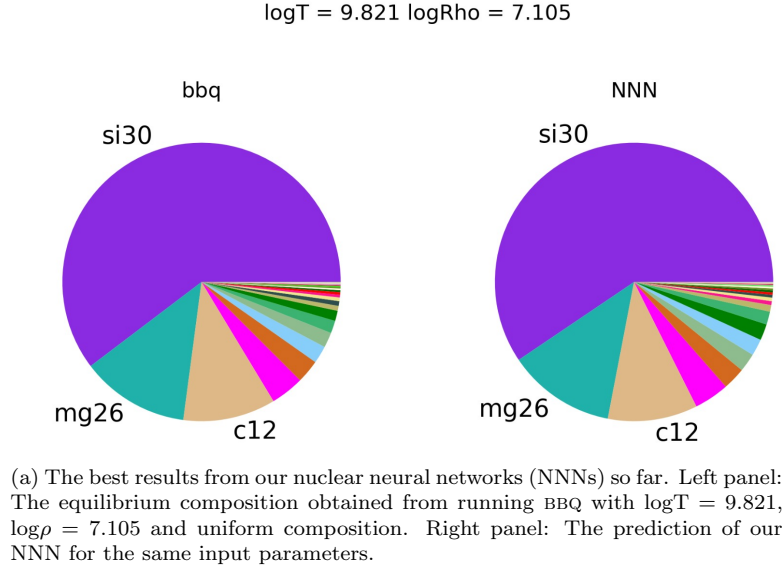 logT = 9.821 logRho = 7.105
bbq
NNN
si30
si30
mg26
c12
mg26
c12
(a) The best results from our nuclear neural networks (NNNs) so far. Left panel:
The equilibrium composition obtained from running BBQ with logT = 9.821,
logρ = 7.105 and uniform composition. Right panel: The prediction of our
NNN for the same input parameters.